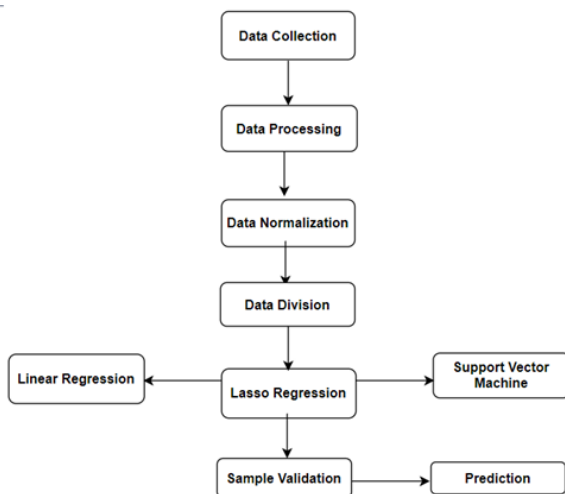 Data Collection
Data Processing
Data Normalization
Data Division
Linear Regression
Lasso Regression
Support Vector
Machine
Sample Validation
Prediction